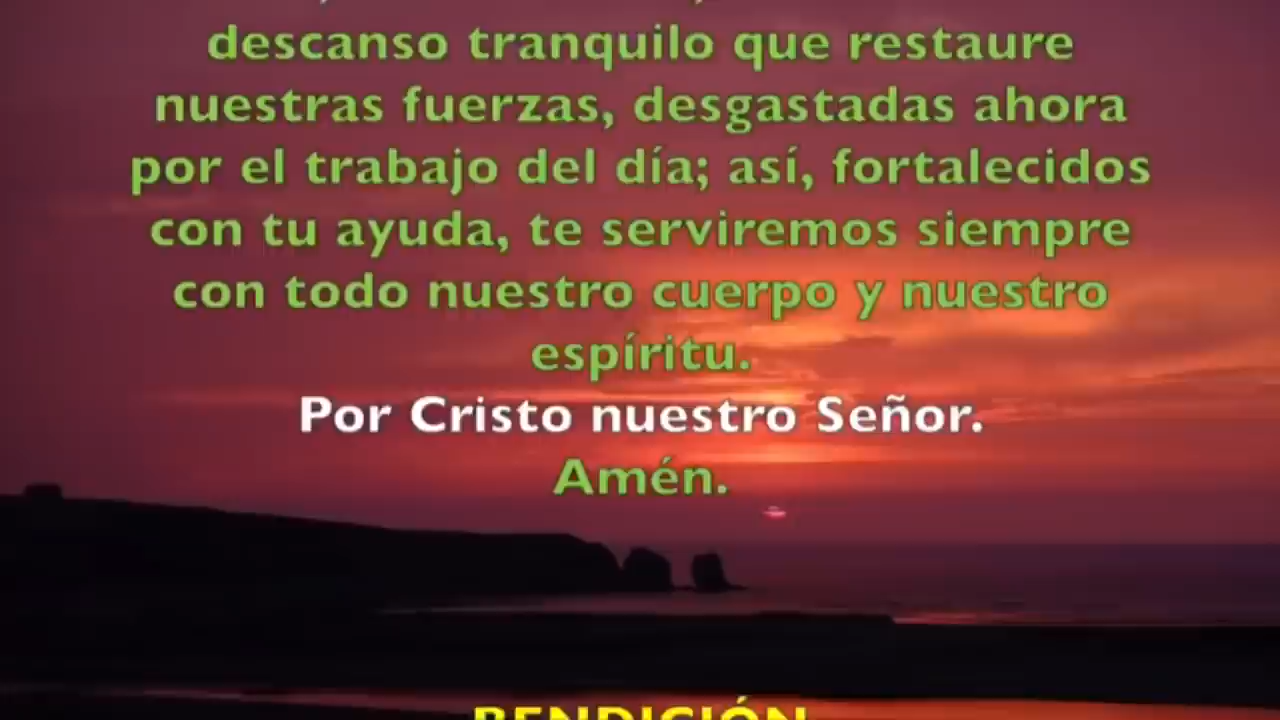 descanso tranquilo que restaure
nuestras fuerzas, desgastadas ahora
por el trabajo del día; así, fortalecidos
con tu ayuda, te serviremos siempre
con todo nuestro cuerpo y nuestro
espíritu.
Por Cristo nuestro Señor.
Amén.
BENDICIÓN